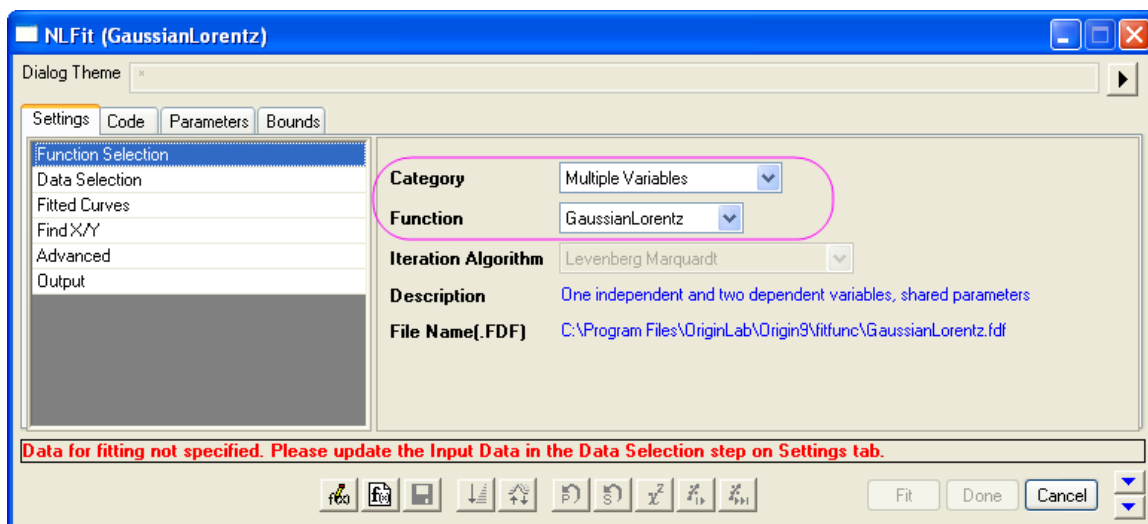 NLFit (GaussianLorentz)
Dialog Theme *
Settings Code Parameters Bounds
Function Selection
Data Selection
Fitted Curves
Find X/Y
Advanced
Output
Category Multiple Variables
Function GaussianLorentz
Iteration Algorithm Levenberg Marquardt
Description One independent and two dependent variables, shared parameters
File Name(.FDF) C:\Program Files\OriginLab\Origin9\fitfunc\GaussianLorentz.fdf
Data for fitting not specified. Please update the Input Data in the Data Selection step on Settings tab.
Fit Done Cancel